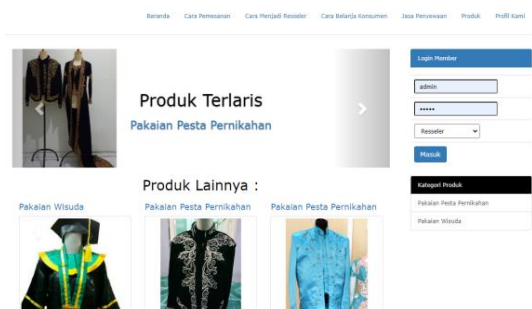 Beranda Cara Pemesanan Cara Menjadi Resseler Cara Belanja Konsumen Jasa Penyewaan Produk Profil Kami
Produk Terlaris
Pakaian Pesta Pernikahan
Login Member
admin
•••••
Resseler
Masuk
Produk Lainnya :
Pakaian Wisuda Pakaian Pesta Pernikahan Pakaian Pesta Pernikahan
Kategori Produk
Pakaian Pesta Pernikahan
Pakaian Wisuda